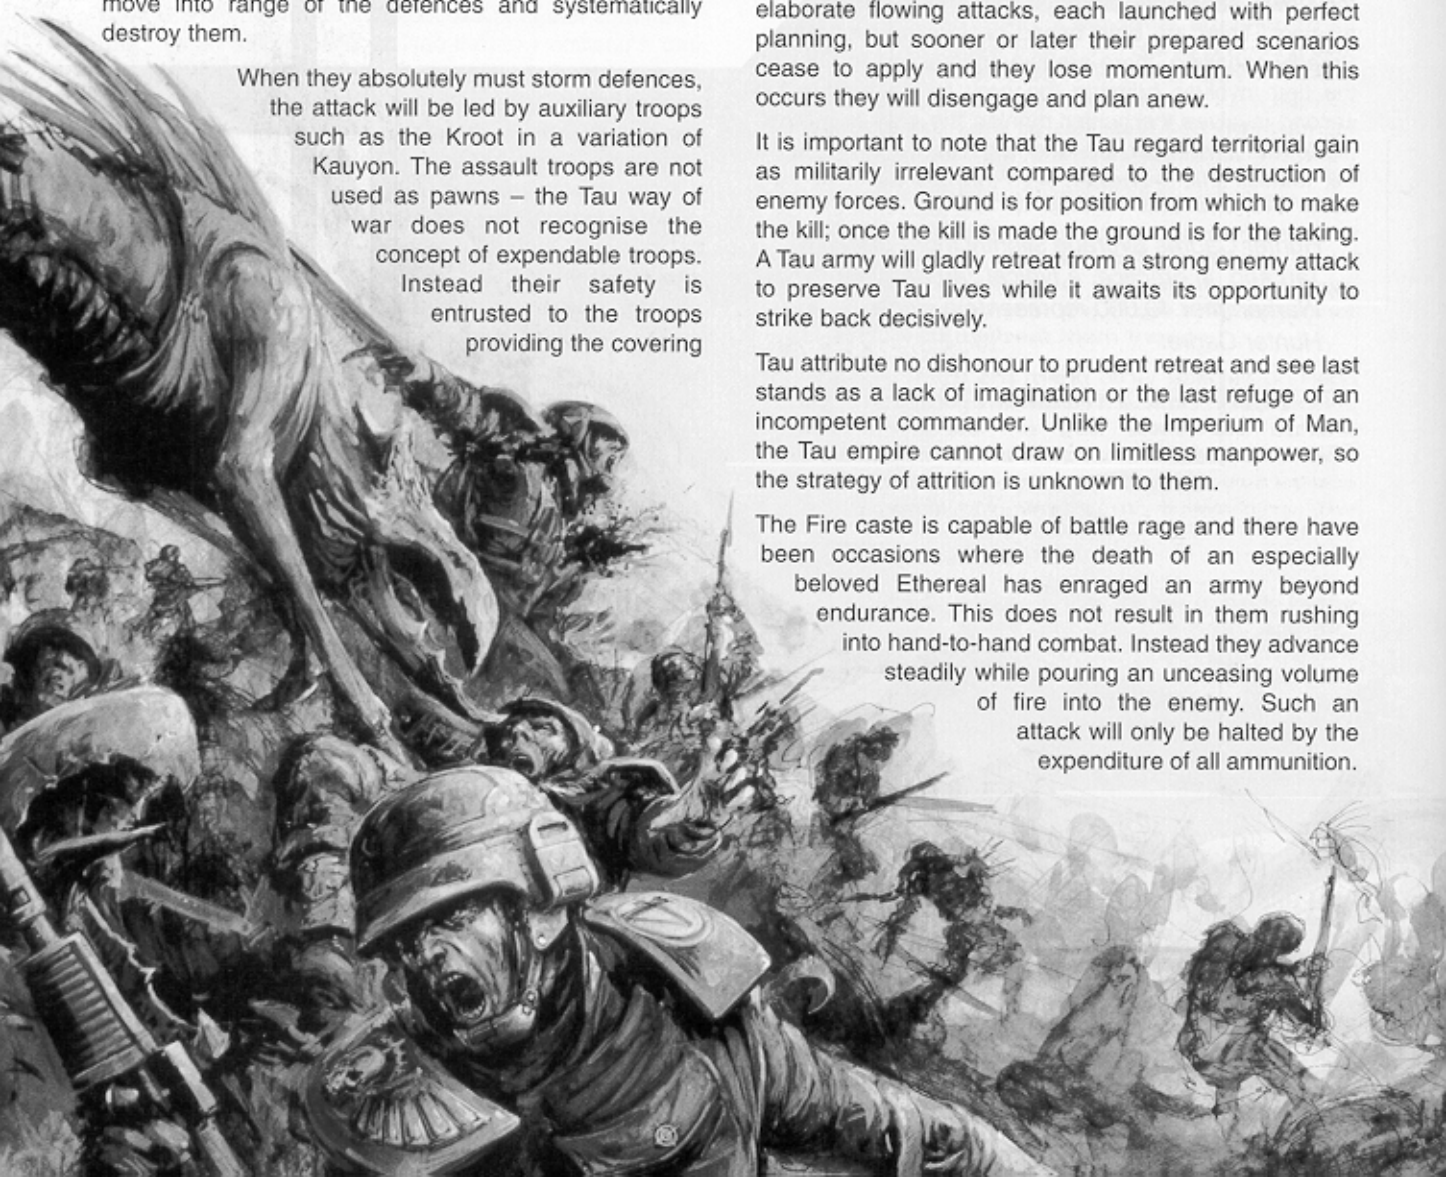 move into range of the defences and systematically
destroy them.
When they absolutely must storm defences,
the attack will be led by auxiliary troops
such as the Kroot in a variation of
Kauyon. The assault troops are not
used as pawns – the Tau way of
war does not recognise the
concept of expendable troops.
Instead their safety is
entrusted to the troops
providing the covering
elaborate flowing attacks, each launched with perfect
planning, but sooner or later their prepared scenarios
cease to apply and they lose momentum. When this
occurs they will disengage and plan anew.
It is important to note that the Tau regard territorial gain
as militarily irrelevant compared to the destruction of
enemy forces. Ground is for position from which to make
the kill; once the kill is made the ground is for the taking.
A Tau army will gladly retreat from a strong enemy attack
to preserve Tau lives while it awaits its opportunity to
strike back decisively.
Tau attribute no dishonour to prudent retreat and see last
stands as a lack of imagination or the last refuge of an
incompetent commander. Unlike the Imperium of Man,
the Tau empire cannot draw on limitless manpower, so
the strategy of attrition is unknown to them.
The Fire caste is capable of battle rage and there have
been occasions where the death of an especially
beloved Ethereal has enraged an army beyond
endurance. This does not result in them rushing
into hand-to-hand combat. Instead they advance
steadily while pouring an unceasing volume
of fire into the enemy. Such an
attack will only be halted by the
expenditure of all ammunition.